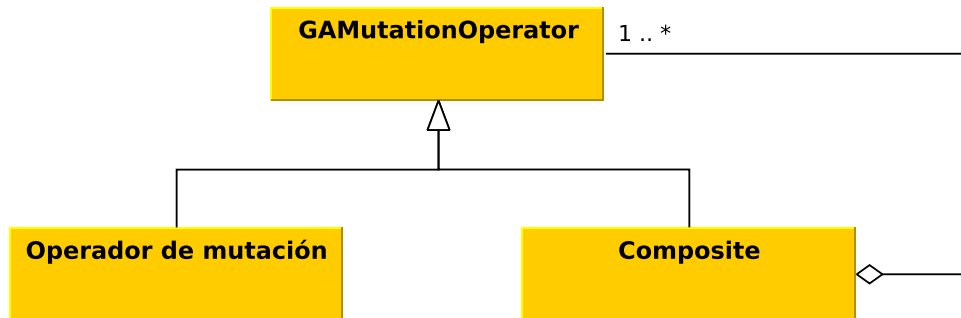 GAMutationOperator
1 .. *
Operador de mutación
Composite